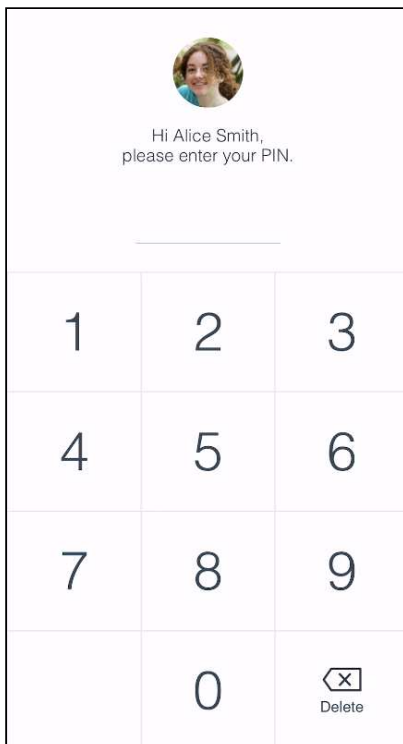 Hi Alice Smith,
please enter your PIN.
1 2 3
4 5 6
7 8 9
0
Delete